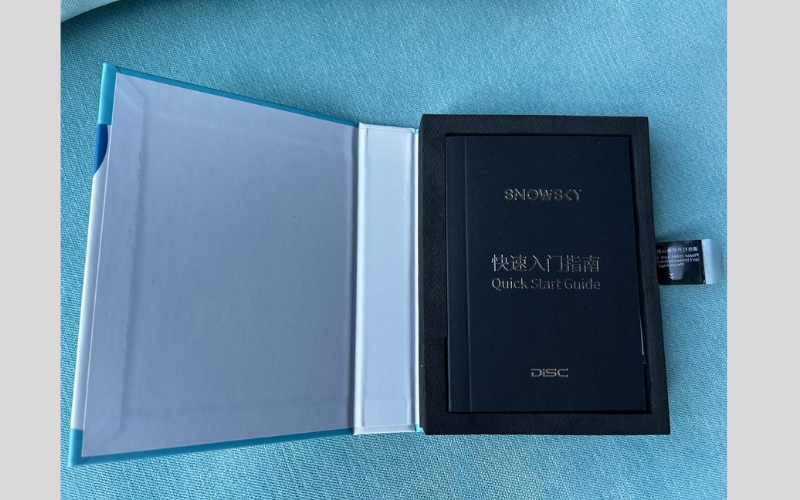 SNOWSKY
快速入门指南
Quick Start Guide
DISC